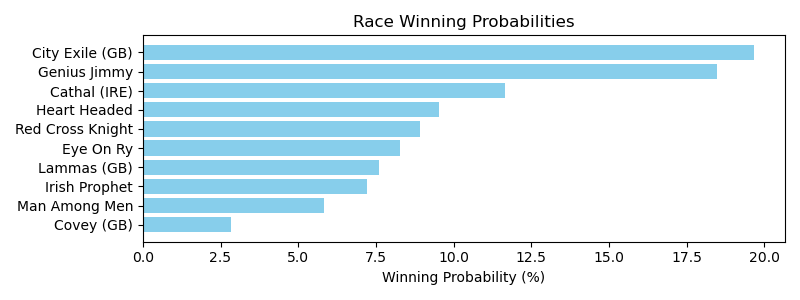 Race Winning Probabilities
City Exile (GB)
Genius Jimmy
Cathal (IRE)
Heart Headed
Red Cross Knight
Eye On Ry
Lammas (GB)
Irish Prophet
Man Among Men
Covey (GB)
0.0 2.5 5.0 7.5 10.0 12.5 15.0 17.5 20.0
Winning Probability (%)